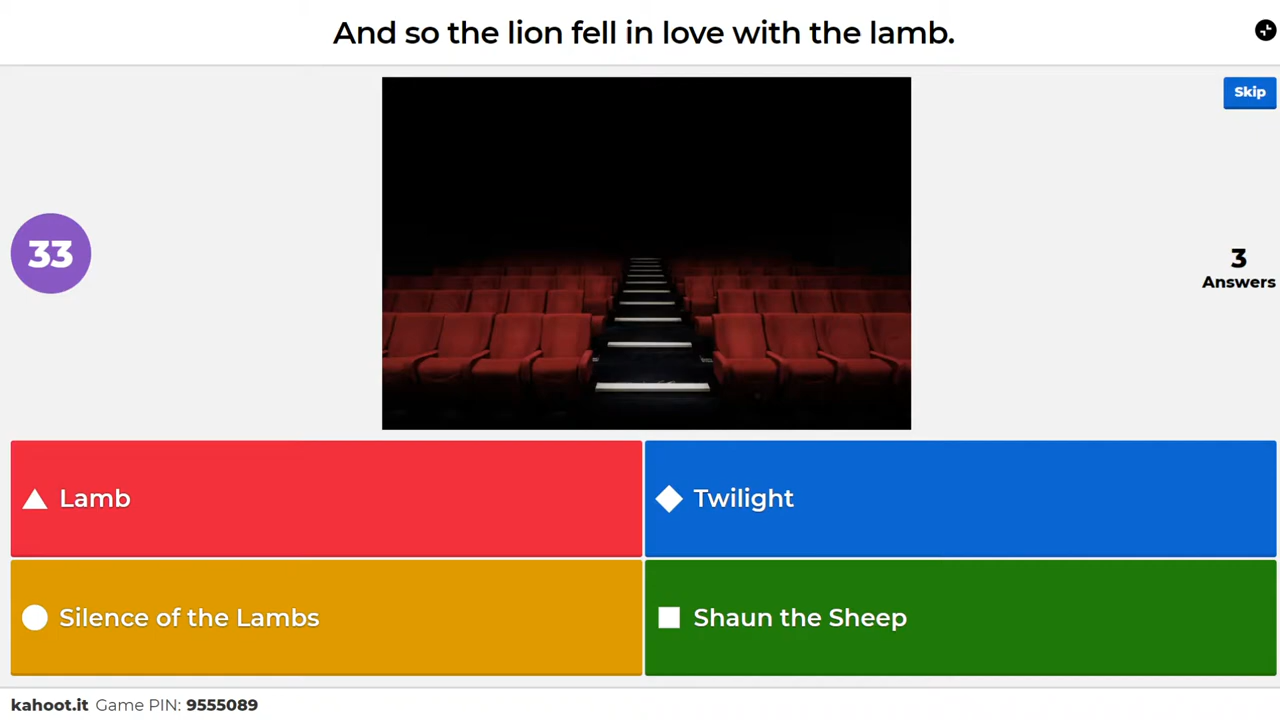 And so the lion fell in love with the lamb.
Skip
33
3
Answers
Lamb
Twilight
Silence of the Lambs
Shaun the Sheep
kahoot.it Game PIN: 9555089